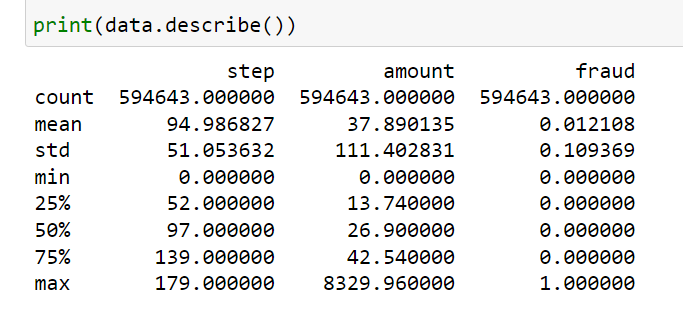 print(data.describe())
step amount fraud
count 594643.000000 594643.000000 594643.000000
mean 94.986827 37.890135 0.012108
std 51.053632 111.402831 0.109369
min 0.000000 0.000000 0.000000
25% 52.000000 13.740000 0.000000
50% 97.000000 26.900000 0.000000
75% 139.000000 42.540000 0.000000
max 179.000000 8329.960000 1.000000